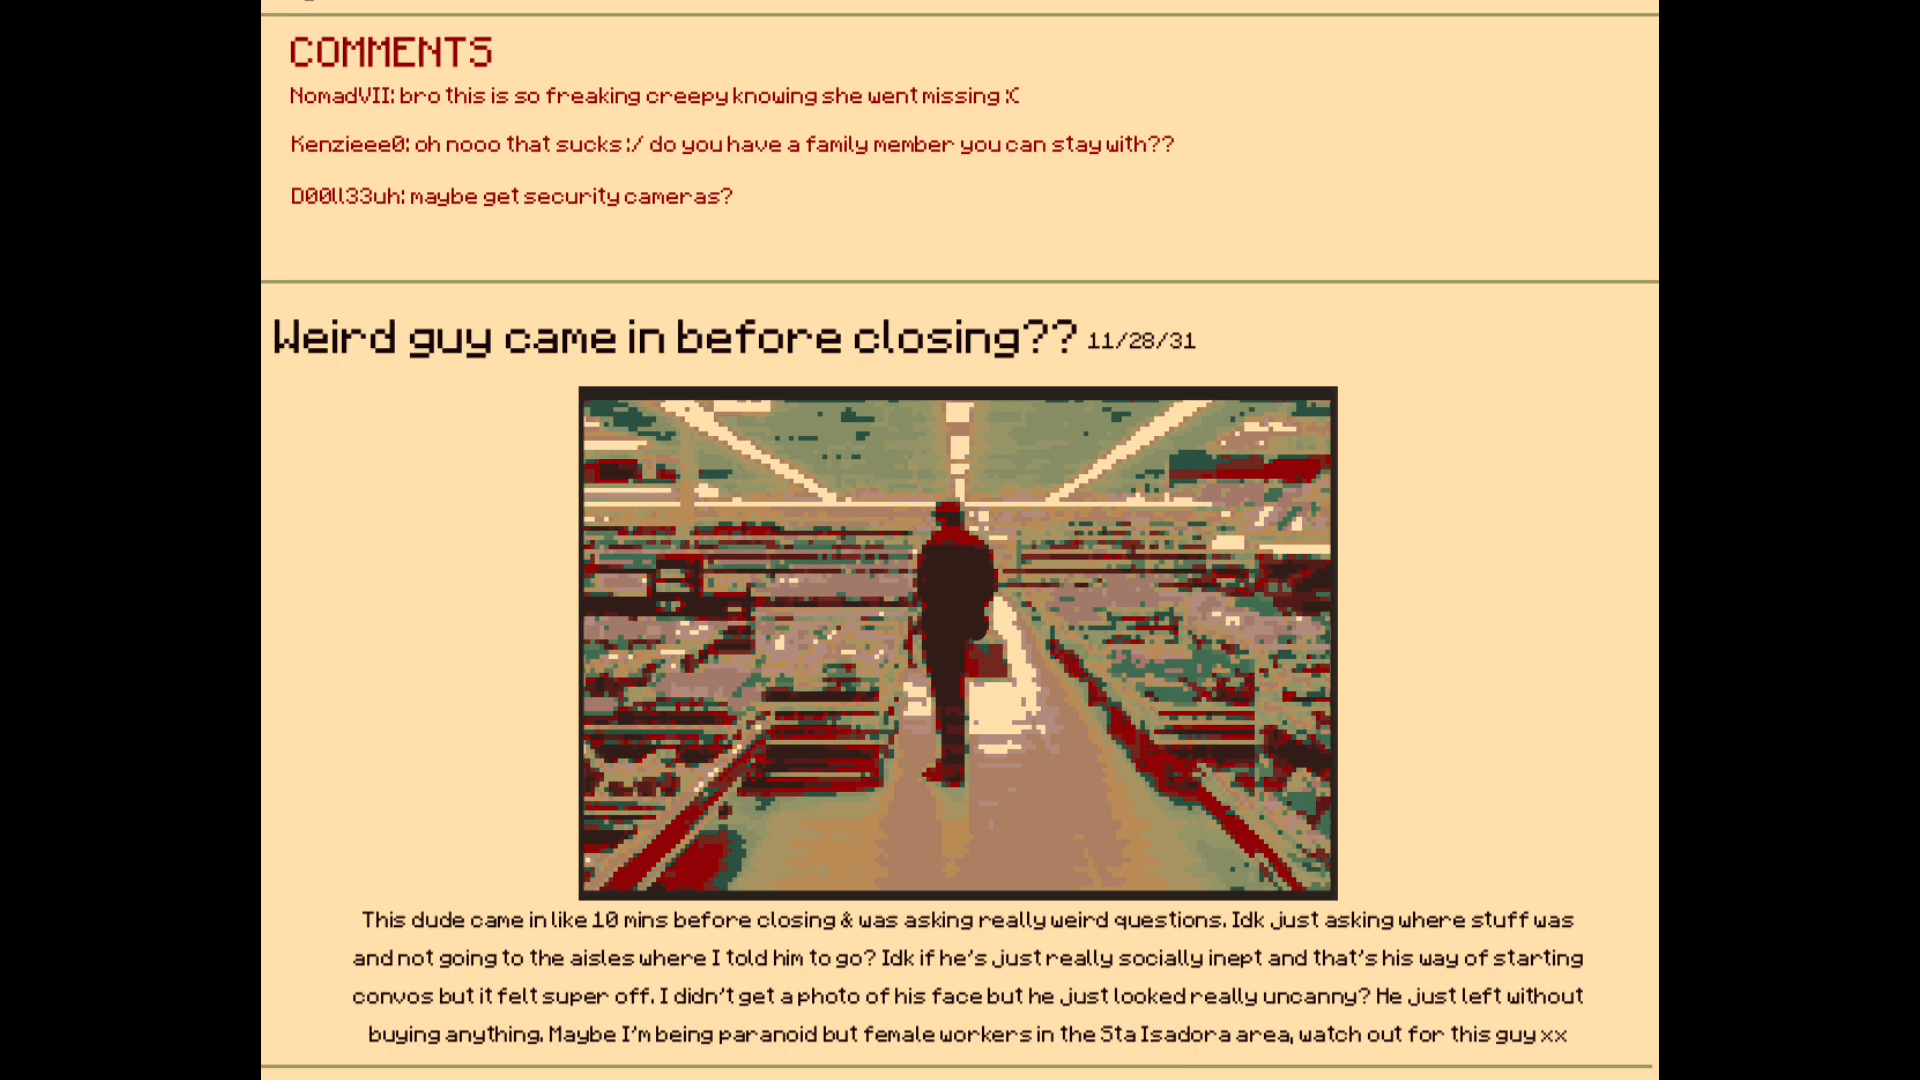 COMMENTS
NomadVII: bro this is so freaking creepy knowing she went missing :(
Kenzieee0: oh nooo that sucks :/ do you have a family member you can stay with??
D00ll33uh: maybe get security cameras?
Weird guy came in before closing?? 11/28/31
This dude came in like 10 mins before closing & was asking really weird questions. Idk just asking where stuff was
and not going to the aisles where I told him to go? Idk if he's just really socially inept and that's his way of starting
convos but it felt super off. I didn't get a photo of his face but he just looked really uncanny? He just left without
buying anything. Maybe I'm being paranoid but female workers in the Sta Isadora area, watch out for this guy xx